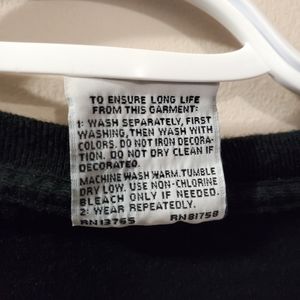 TO ENSURE LONG LIFE
FROM THIS GARMENT:
1: WASH SEPARATELY, FIRST
WASHING, THEN WASH WITH
COLORS. DO NOT IRON DECORA-
TION. DO NOT DRY CLEAN IF
DECORATED.
MACHINE WASH WARM. TUMBLE
DRY LOW. USE NON-CHLORINE
BLEACH ONLY IF NEEDED.
2: WEAR REPEATEDLY.
RN13765 RN81758